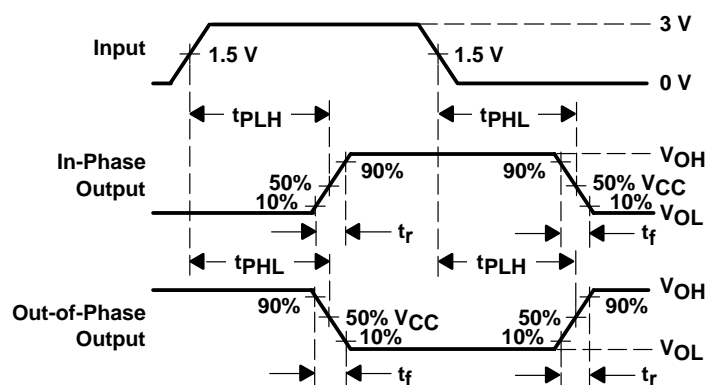 3 V
Input
1.5 V
1.5 V
0 V
tPLH
tPHL
In-Phase
Output
VOH
90%
90%
50%
50% VCC
10%
10%
VOL
tr
tf
tPHL
tPLH
Out-of-Phase
Output
VOH
90%
90%
50% VCC
10%
10%
VOL
tf
tr